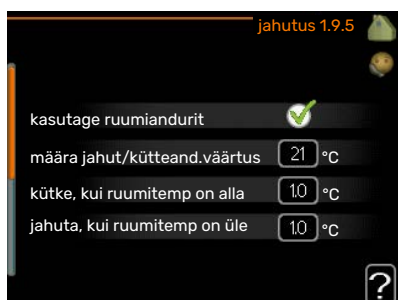 jahutus 1.9.5
kasutage ruumiandurit
määra jahut/kütteand.väärtus 21 °C
kütke, kui ruumitemp on alla 1.0 °C
jahuta, kui ruumitemp on üle 1.0 °C
?